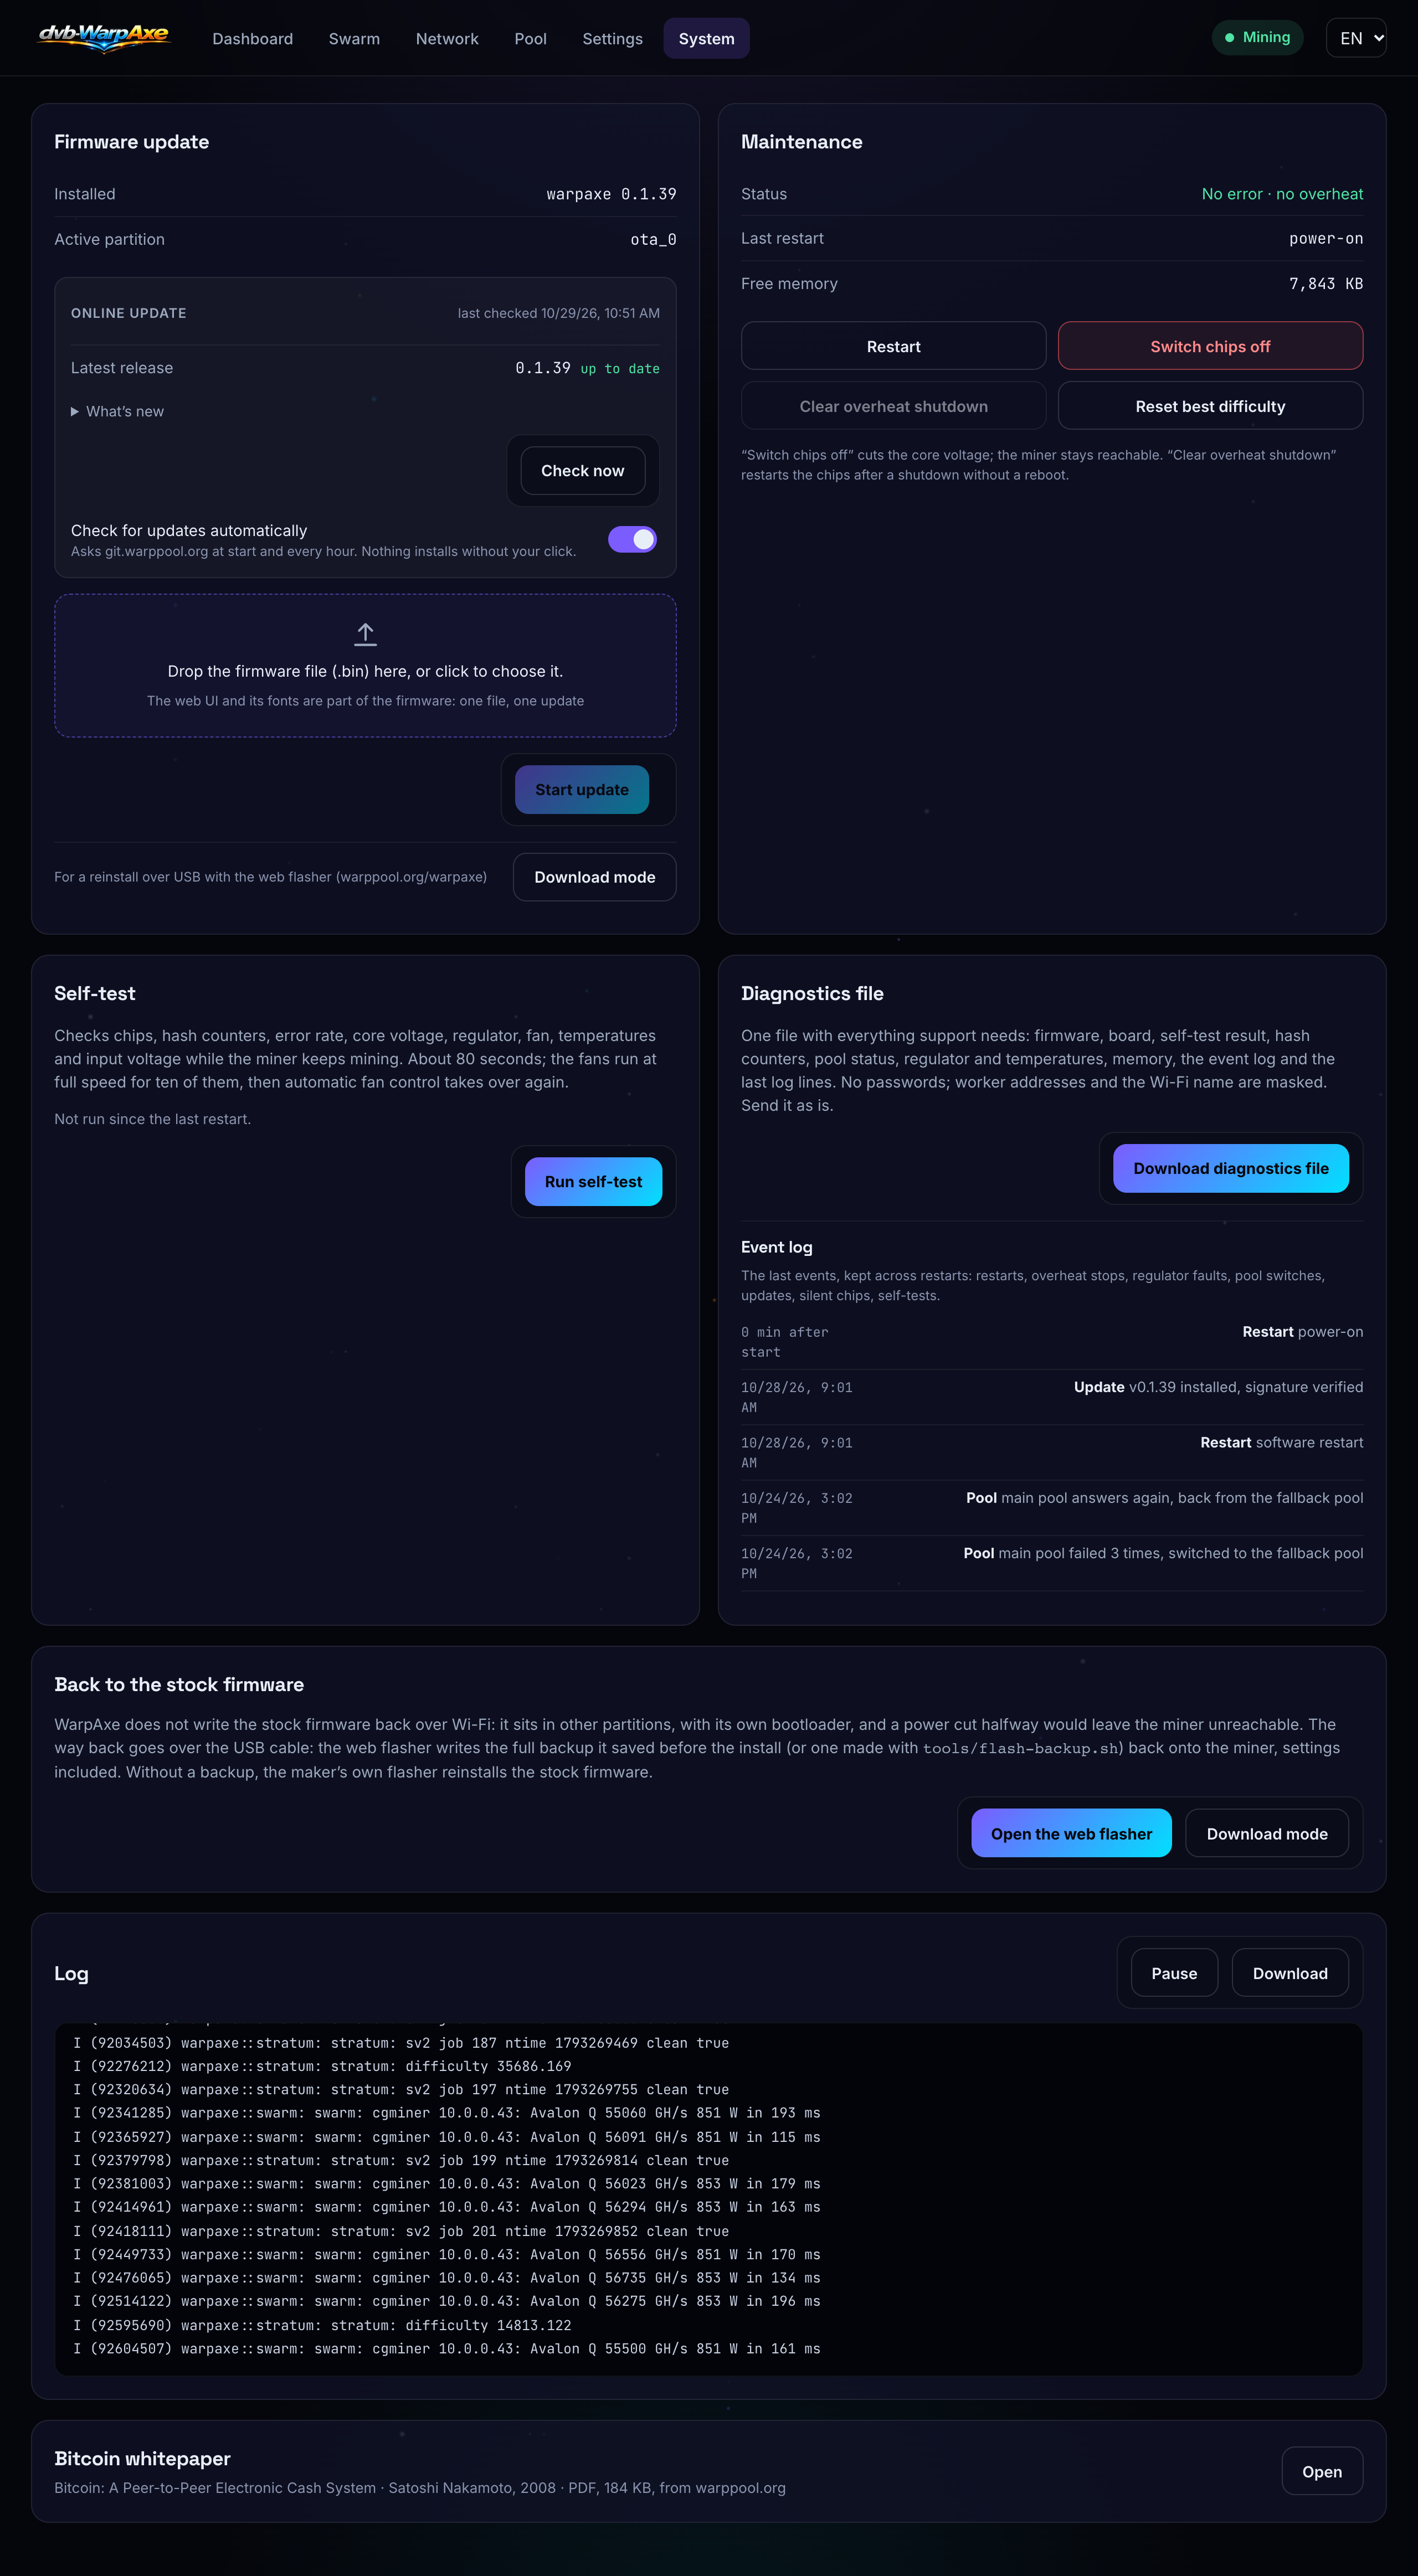 dvb-WarpAxe
Dashboard
Swarm
Network
Pool
Settings
System
Mining
EN
Firmware update
Installed
warpaxe 0.1.39
Active partition
ota_0
ONLINE UPDATE
last checked 10/29/26, 10:51 AM
Latest release
0.1.39 up to date
What’s new
Check now
Check for updates automatically
Asks git.warppool.org at start and every hour. Nothing installs without your click.
Drop the firmware file (.bin) here, or click to choose it.
The web UI and its fonts are part of the firmware: one file, one update
Start update
For a reinstall over USB with the web flasher (warppool.org/warpaxe)
Download mode
Maintenance
Status
No error · no overheat
Last restart
power-on
Free memory
7,843 KB
Restart
Switch chips off
Clear overheat shutdown
Reset best difficulty
“Switch chips off” cuts the core voltage; the miner stays reachable. “Clear overheat shutdown”
restarts the chips after a shutdown without a reboot.
Self-test
Checks chips, hash counters, error rate, core voltage, regulator, fan, temperatures
and input voltage while the miner keeps mining. About 80 seconds; the fans run at
full speed for ten of them, then automatic fan control takes over again.
Not run since the last restart.
Run self-test
Diagnostics file
One file with everything support needs: firmware, board, self-test result, hash
counters, pool status, regulator and temperatures, memory, the event log and the
last log lines. No passwords; worker addresses and the Wi-Fi name are masked.
Send it as is.
Download diagnostics file
Event log
The last events, kept across restarts: restarts, overheat stops, regulator faults, pool switches,
updates, silent chips, self-tests.
0 min after
start
Restart power-on
10/28/26, 9:01
AM
Update v0.1.39 installed, signature verified
10/28/26, 9:01
AM
Restart software restart
10/24/26, 3:02
PM
Pool main pool answers again, back from the fallback pool
10/24/26, 3:02
PM
Pool main pool failed 3 times, switched to the fallback pool
Back to the stock firmware
WarpAxe does not write the stock firmware back over Wi-Fi: it sits in other partitions, with its own bootloader, and a power cut halfway would leave the miner unreachable. The
way back goes over the USB cable: the web flasher writes the full backup it saved before the install (or one made with tools/flash-backup.sh) back onto the miner, settings
included. Without a backup, the maker’s own flasher reinstalls the stock firmware.
Open the web flasher
Download mode
Log
Pause
Download
I (92034503) warpaxe::stratum: stratum: sv2 job 187 ntime 1793269469 clean true
I (92276212) warpaxe::stratum: stratum: difficulty 35686.169
I (92320634) warpaxe::stratum: stratum: sv2 job 197 ntime 1793269755 clean true
I (92341285) warpaxe::swarm: swarm: cgminer 10.0.0.43: Avalon Q 55060 GH/s 851 W in 193 ms
I (92365927) warpaxe::swarm: swarm: cgminer 10.0.0.43: Avalon Q 56091 GH/s 851 W in 115 ms
I (92379798) warpaxe::stratum: stratum: sv2 job 199 ntime 1793269814 clean true
I (92381003) warpaxe::swarm: swarm: cgminer 10.0.0.43: Avalon Q 56023 GH/s 853 W in 179 ms
I (92414961) warpaxe::swarm: swarm: cgminer 10.0.0.43: Avalon Q 56294 GH/s 853 W in 163 ms
I (92418111) warpaxe::stratum: stratum: sv2 job 201 ntime 1793269852 clean true
I (92449733) warpaxe::swarm: swarm: cgminer 10.0.0.43: Avalon Q 56556 GH/s 851 W in 170 ms
I (92476065) warpaxe::swarm: swarm: cgminer 10.0.0.43: Avalon Q 56735 GH/s 853 W in 134 ms
I (92514122) warpaxe::swarm: swarm: cgminer 10.0.0.43: Avalon Q 56275 GH/s 853 W in 196 ms
I (92595690) warpaxe::stratum: stratum: difficulty 14813.122
I (92604507) warpaxe::swarm: swarm: cgminer 10.0.0.43: Avalon Q 55500 GH/s 851 W in 161 ms
Bitcoin whitepaper
Bitcoin: A Peer-to-Peer Electronic Cash System · Satoshi Nakamoto, 2008 · PDF, 184 KB, from warppool.org
Open